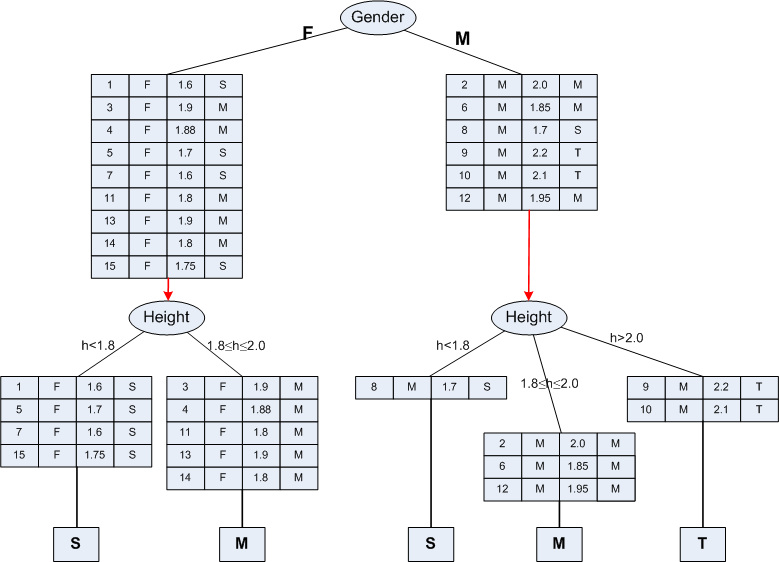 Gender
F
M
1 F 1.6 S
3 F 1.9 M
4 F 1.88 M
5 F 1.7 S
7 F 1.6 S
11 F 1.8 M
13 F 1.9 M
14 F 1.8 M
15 F 1.75 S
2 M 2.0 M
6 M 1.85 M
8 M 1.7 S
9 M 2.2 T
10 M 2.1 T
12 M 1.95 M
Height
h<1.8
1.8≤h≤2.0
1 F 1.6 S
5 F 1.7 S
7 F 1.6 S
15 F 1.75 S
3 F 1.9 M
4 F 1.88 M
11 F 1.8 M
13 F 1.9 M
14 F 1.8 M
S
M
Height
h<1.8
1.8≤h≤2.0
h>2.0
8 M 1.7 S
2 M 2.0 M
6 M 1.85 M
12 M 1.95 M
9 M 2.2 T
10 M 2.1 T
S
M
T